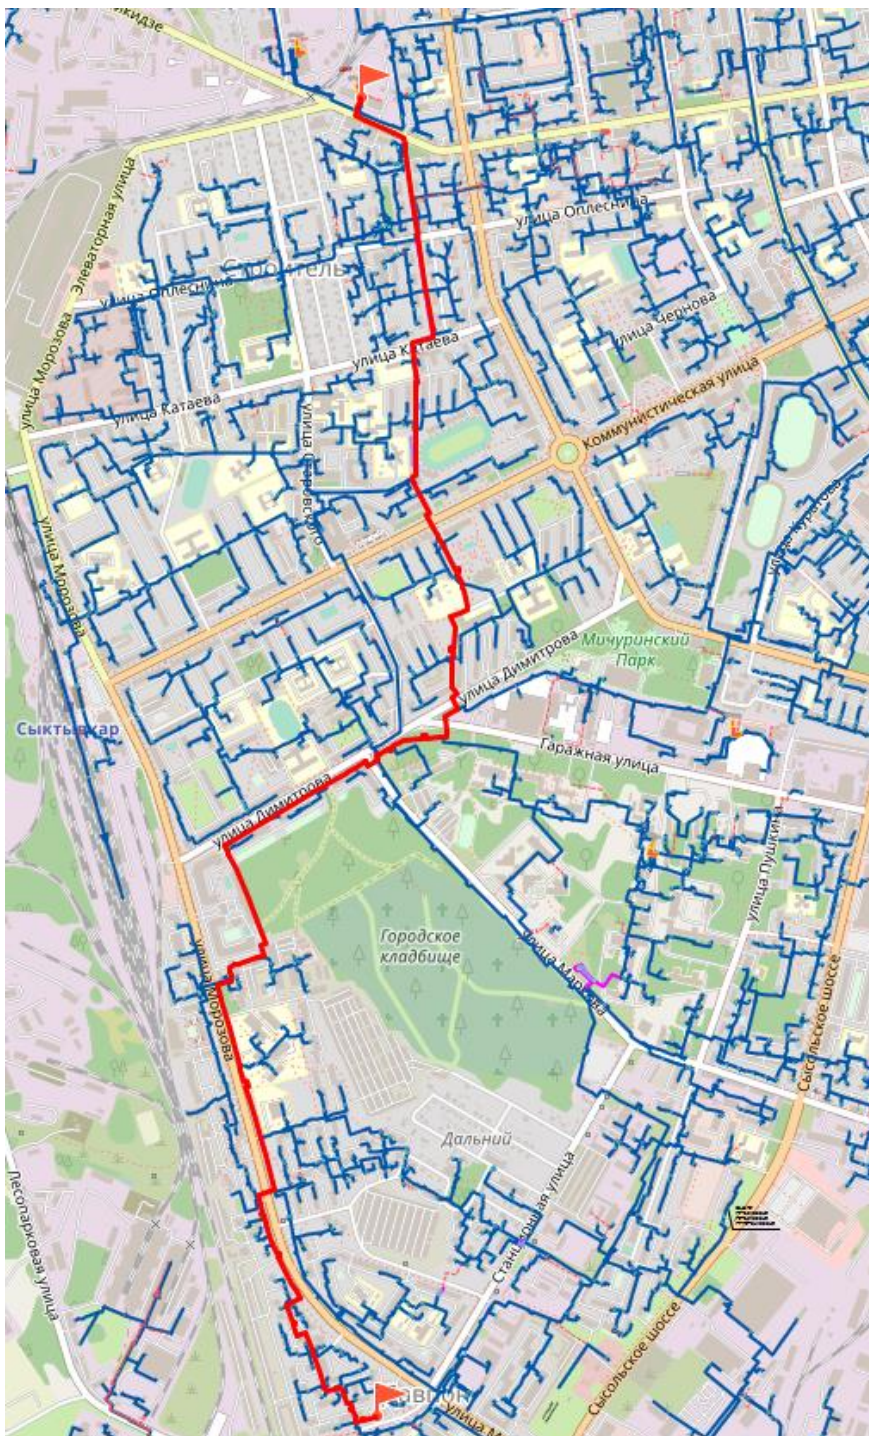 улица Оплеснина
Строитель
улица Оплеснина
Элеваторная улица
улица Морозова
улица Чернова
улица Катаева
улица Катаева
Коммунистическая улица
улица Морозова
улица Димитрова
Мичуринский
Парк
Сыктывкар
Гаражная улица
улица Димитрова
улица Пушкина
Городское
кладбище
улица Маркова
улица Морозова
Сысольское шоссе
Дальний
Станционная улица
Лесопарковая улица
Сысольское шоссе